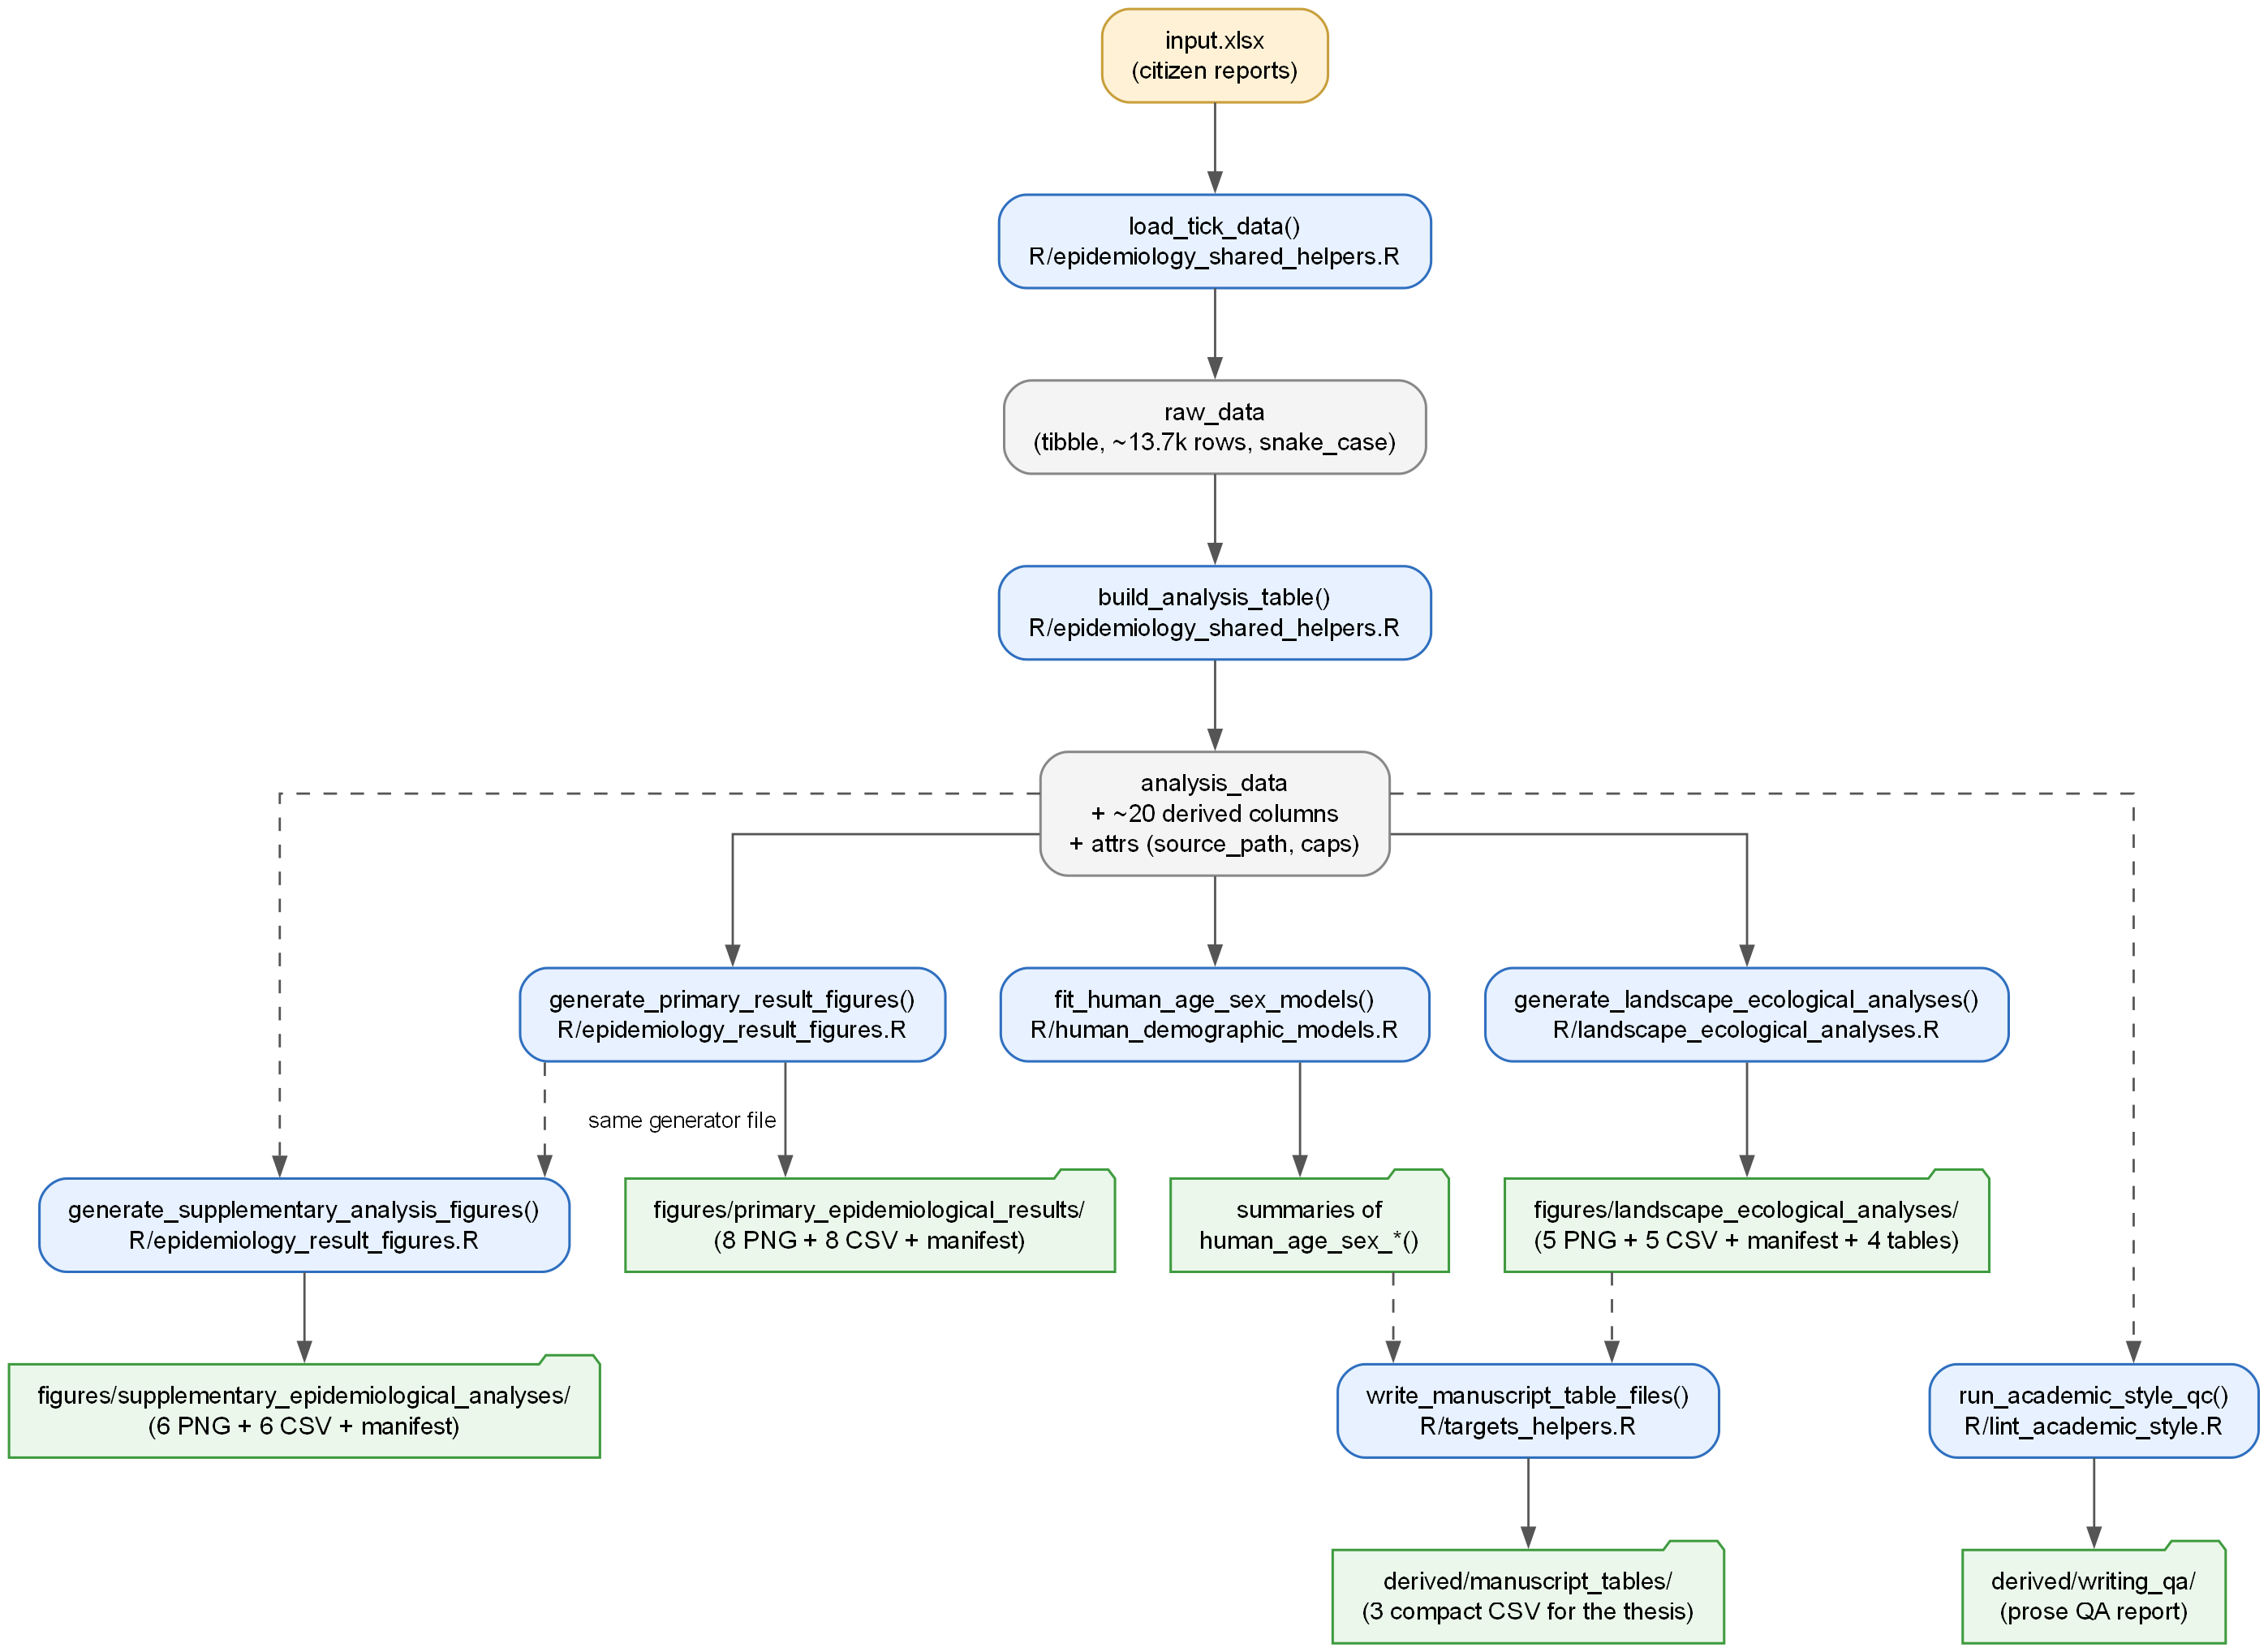 input.xlsx
(citizen reports)
load_tick_data()
R/epidemiology_shared_helpers.R
raw_data
(tibble, ~13.7k rows, snake_case)
build_analysis_table()
R/epidemiology_shared_helpers.R
analysis_data
+ ~20 derived columns
+ attrs (source_path, caps)
generate_primary_result_figures()
R/epidemiology_result_figures.R
fit_human_age_sex_models()
R/human_demographic_models.R
generate_landscape_ecological_analyses()
R/landscape_ecological_analyses.R
same generator file
generate_supplementary_analysis_figures()
R/epidemiology_result_figures.R
figures/primary_epidemiological_results/
(8 PNG + 8 CSV + manifest)
summaries of
human_age_sex_*()
figures/landscape_ecological_analyses/
(5 PNG + 5 CSV + manifest + 4 tables)
figures/supplementary_epidemiological_analyses/
(6 PNG + 6 CSV + manifest)
write_manuscript_table_files()
R/targets_helpers.R
run_academic_style_qc()
R/lint_academic_style.R
derived/manuscript_tables/
(3 compact CSV for the thesis)
derived/writing_qa/
(prose QA report)